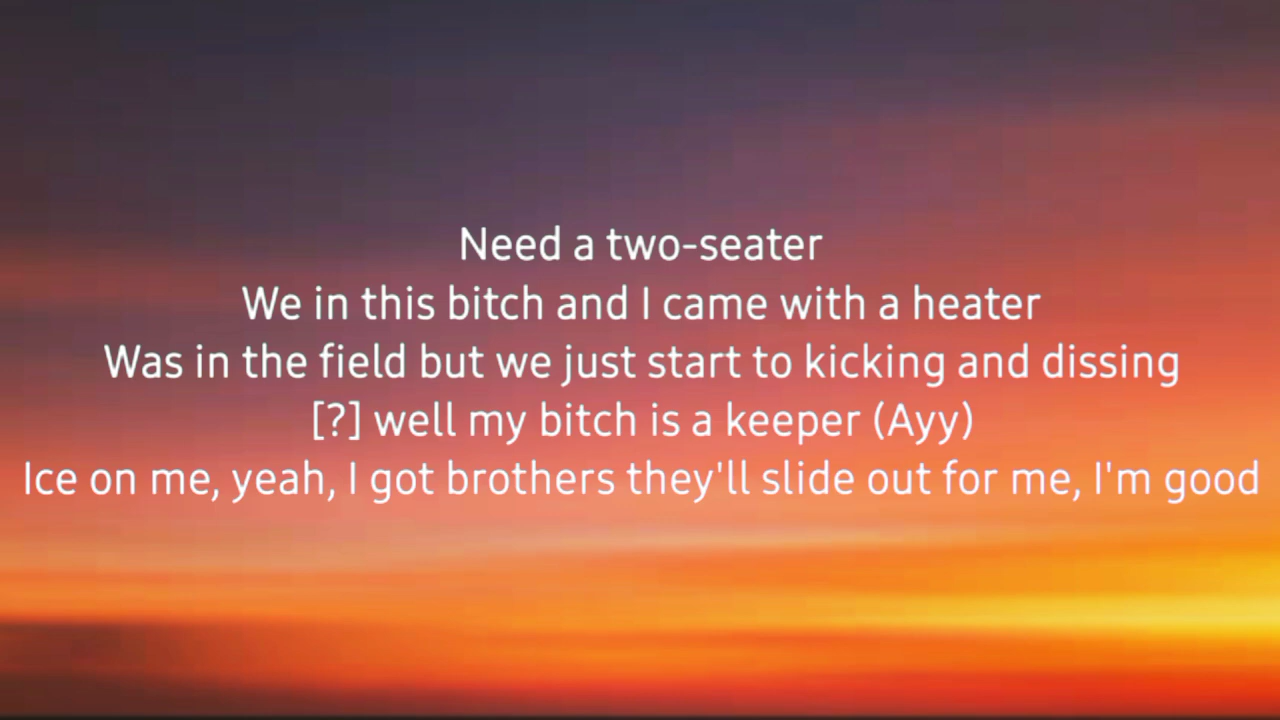 Need a two-seater
We in this bitch and I came with a heater
Was in the field but we just start to kicking and dissing
[?] well my bitch is a keeper (Ayy)
Ice on me, yeah, I got brothers they'll slide out for me, I'm good